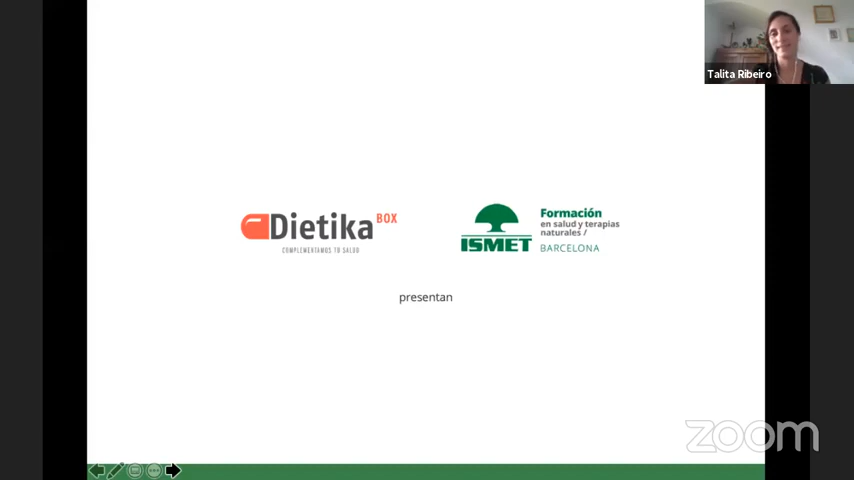 Talita Ribeiro
Dietika BOX
COMPLEMENTAMOS TU SALUD
ISMET
Formación
en salud y terapias
naturales /
BARCELONA
presentan
zoom